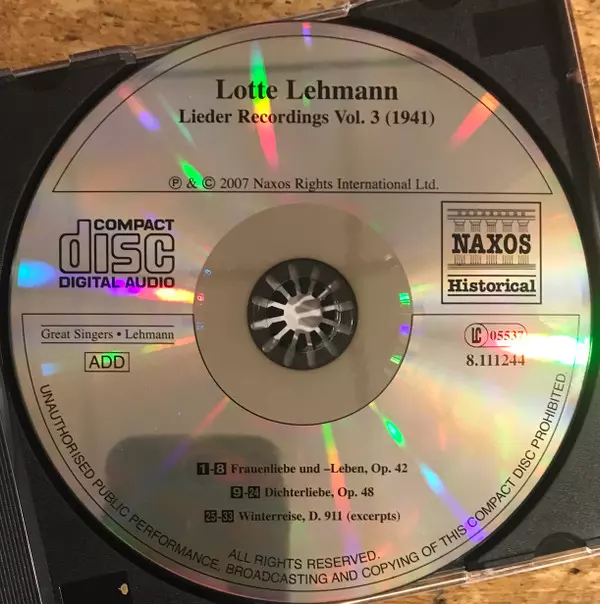 Lotte Lehmann
Lieder Recordings Vol. 3 (1941)
℗ & © 2007 Naxos Rights International Ltd.
COMPACT
disc
DIGITAL AUDIO
NAXOS
Historical
Great Singers • Lehmann
ADD
LC 05537
8.111244
1-8 Frauenliebe und –Leben, Op. 42
9-24 Dichterliebe, Op. 48
25-33 Winterreise, D. 911 (excerpts)
ALL RIGHTS RESERVED.
UNAUTHORISED PUBLIC PERFORMANCE, BROADCASTING AND COPYING OF THIS COMPACT DISC PROHIBITED.